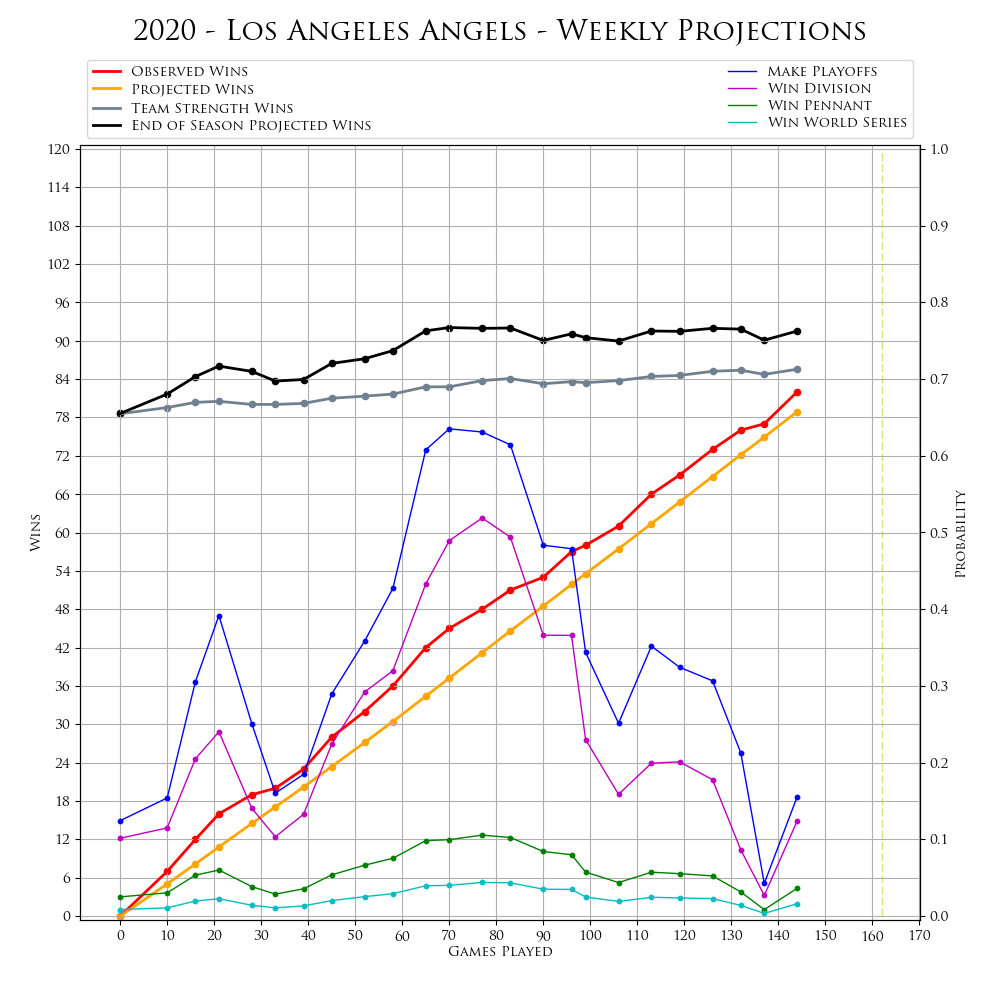 2020 - Los Angeles Angels - Weekly Projections
Observed Wins
Projected Wins
Team Strength Wins
End of Season Projected Wins
Make Playoffs
Win Division
Win Pennant
Win World Series
120
114
108
102
96
90
84
78
72
66
60
54
48
42
36
30
24
18
12
6
0
Wins
1.0
0.9
0.8
0.7
0.6
0.5
0.4
0.3
0.2
0.1
0.0
Probability
0 10 20 30 40 50 60 70 80 90 100 110 120 130 140 150 160 170
Games Played